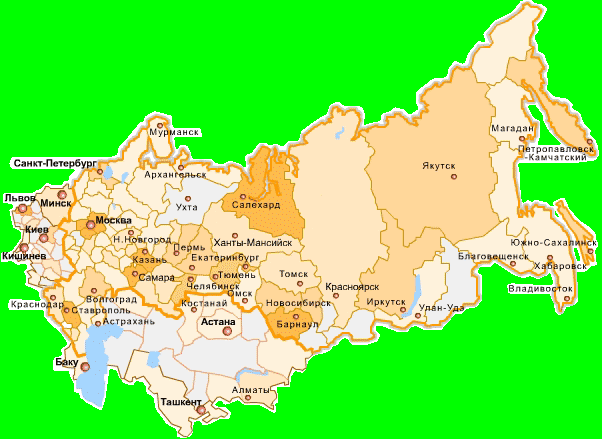 Магадан
Мурманск
Петропавловск
-Камчатский
Санкт-Петербург
Архангельск
Якутск
Львов
Минск
Ухта
Салехард
Москва
Киев
Н.Новгород
Ханты-Мансийск
Южно-Сахалинск
Пермь
Кишинев
Казань
Екатеринбург
Благовещенск
Хабаровск
Самара
Тюмень
Томск
Челябинск
Владивосток
Омск
Красноярск
Волгоград
Краснодар
Костанай
Новосибирск
Иркутск
Улан-Удэ
Ставрополь
Астрахань
Астана
Барнаул
Баку
Алматы
Ташкент